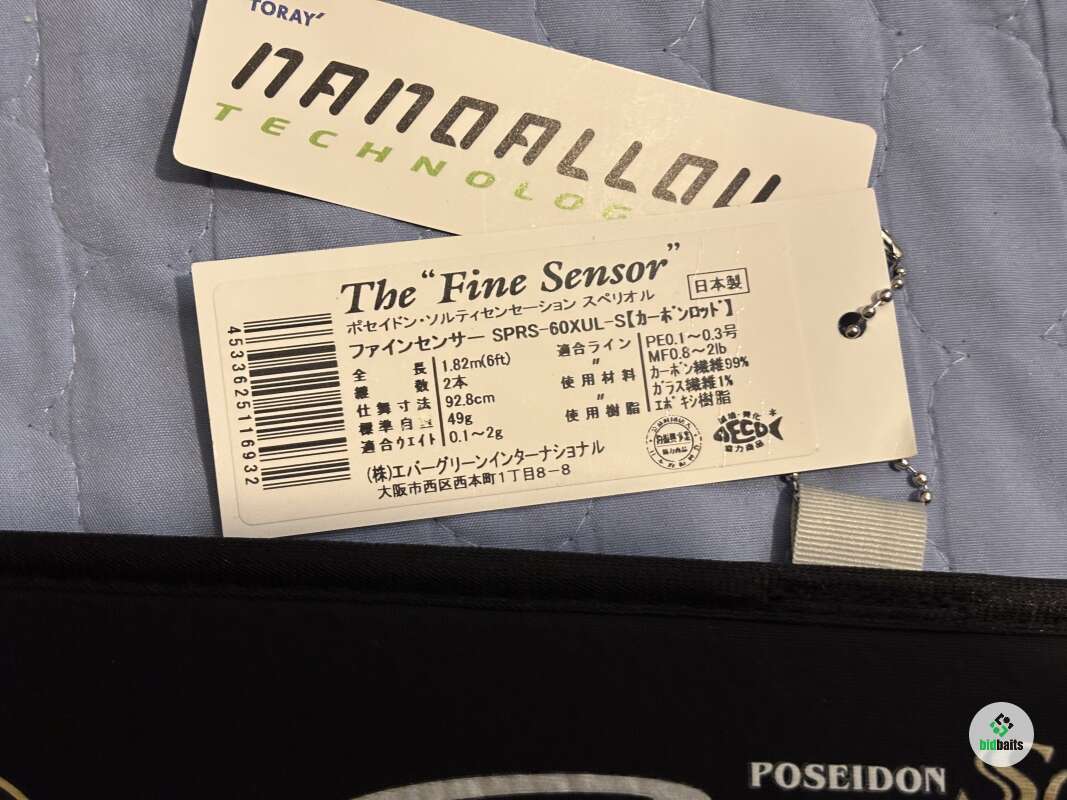 TORAY
NANOALLOY
TECHNOLOG
The "Fine Sensor"
ポセイドン・ソルティセンセーション スペリオル
日本製
ファインセンサー SPRS-60XUL-S【カーボンロッド】
全長 1.82m(6ft)
継数 2本
仕舞寸法 92.8cm
標準自重 49g
適合ウエイト 0.1〜2g
適合ライン PE0.1〜0.3号
〃 MF0.8〜2lb
使用材料 カーボン繊維99%
〃 ガラス繊維1%
使用樹脂 エポキシ樹脂
(株)エバーグリーンインターナショナル
大阪市西区西本町1丁目8-8
4533625116932
ECO
協力商品
POSEIDON
bidbaits